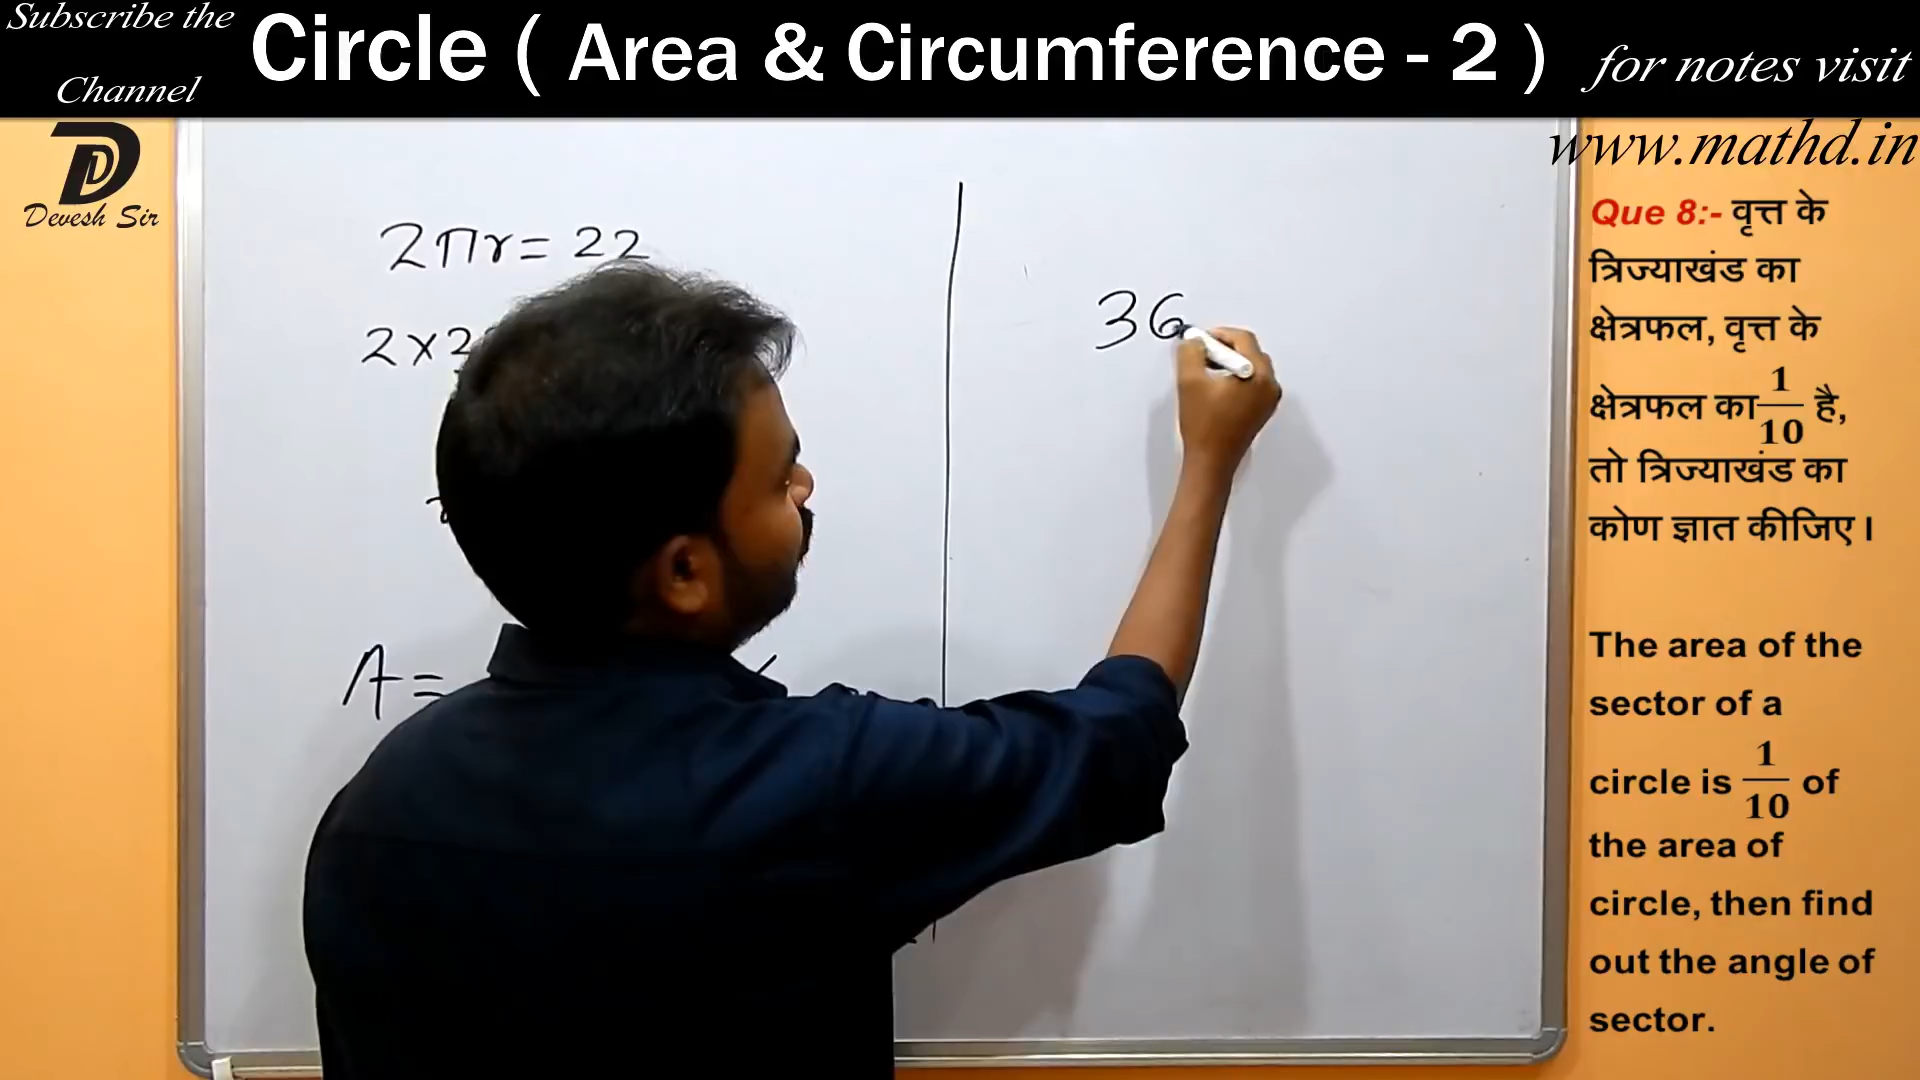 Subscribe the
Channel
Circle ( Area & Circumference - 2 )
for notes visit
www.mathd.in
D
Devesh Sir
2πr = 22
2×2
A =
36
Que 8:- वृत्त के
त्रिज्याखंड का
क्षेत्रफल, वृत्त के
क्षेत्रफल का 1/10 है,
तो त्रिज्याखंड का
कोण ज्ञात कीजिए।
The area of the
sector of a
circle is 1/10 of
the area of
circle, then find
out the angle of
sector.